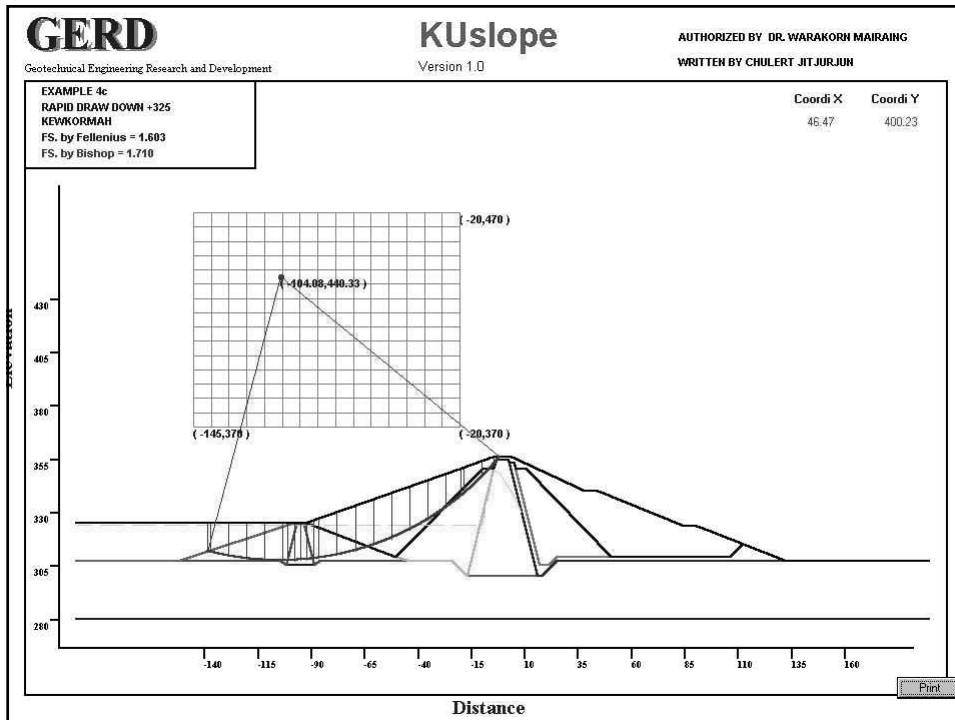 GERD
Geotechnical Engineering Research and Development
KUslope
Version 1.0
AUTHORIZED BY DR. WARAKORN MAIRAING
WRITTEN BY CHULERT JITJURJUN
EXAMPLE 4c
RAPID DRAW DOWN +325
KEWKORMAH
FS. by Fellenius = 1.603
FS. by Bishop = 1.710
Coordi X Coordi Y
46.47 400.23
( -20,470 )
( -104.08,440.33 )
( -145,370 )
( -20,370 )
Elevation
430
405
380
355
330
305
280
-140 -115 -90 -65 -40 -15 10 35 60 85 110 135 160
Print
Distance